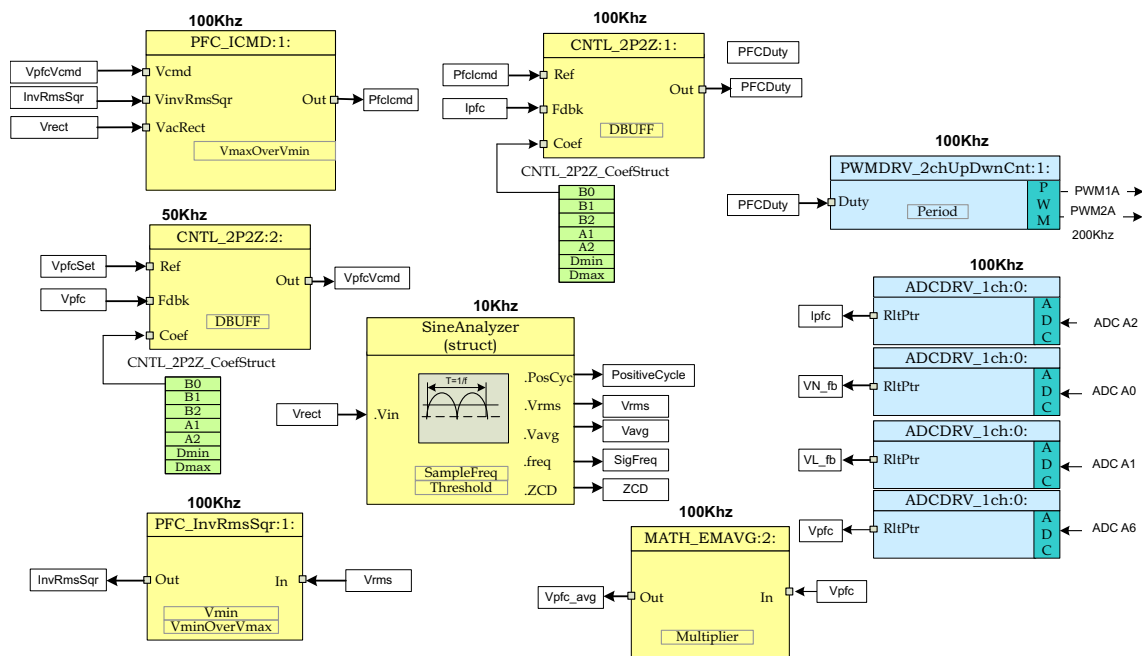 100Khz
PFC_ICMD:1:
VpfcVcmd
Vcmd
InvRmsSqr
VinvRmsSqr
Out
PfcIcmd
Vrect
VacRect
VmaxOverVmin
100Khz
CNTL_2P2Z:1:
PfcIcmd
Ref
Out
PFCDuty
PFCDuty
Ipfc
Fdbk
DBUFF
Coef
CNTL_2P2Z_CoefStruct
B0
B1
B2
A1
A2
Dmin
Dmax
100Khz
PWMDRV_2chUpDwnCnt:1:
PFCDuty
Duty
Period
P
W
M
PWM1A
PWM2A
200Khz
50Khz
CNTL_2P2Z:2:
VpfcSet
Ref
Out
VpfcVcmd
Vpfc
Fdbk
DBUFF
Coef
CNTL_2P2Z_CoefStruct
B0
B1
B2
A1
A2
Dmin
Dmax
10Khz
SineAnalyzer
(struct)
T=1/f
Vrect
.Vin
.PosCyc
PositiveCycle
.Vrms
Vrms
.Vavg
Vavg
.freq
SigFreq
.ZCD
ZCD
SampleFreq
Threshold
100Khz
ADCDRV_1ch:0:
Ipfc
RltPtr
A
D
C
ADC A2
ADCDRV_1ch:0:
VN_fb
RltPtr
A
D
C
ADC A0
ADCDRV_1ch:0:
VL_fb
RltPtr
A
D
C
ADC A1
ADCDRV_1ch:0:
Vpfc
RltPtr
A
D
C
ADC A6
100Khz
PFC_InvRmsSqr:1:
InvRmsSqr
Out
In
Vrms
Vmin
VminOverVmax
100Khz
MATH_EMAVG:2:
Vpfc_avg
Out
In
Vpfc
Multiplier